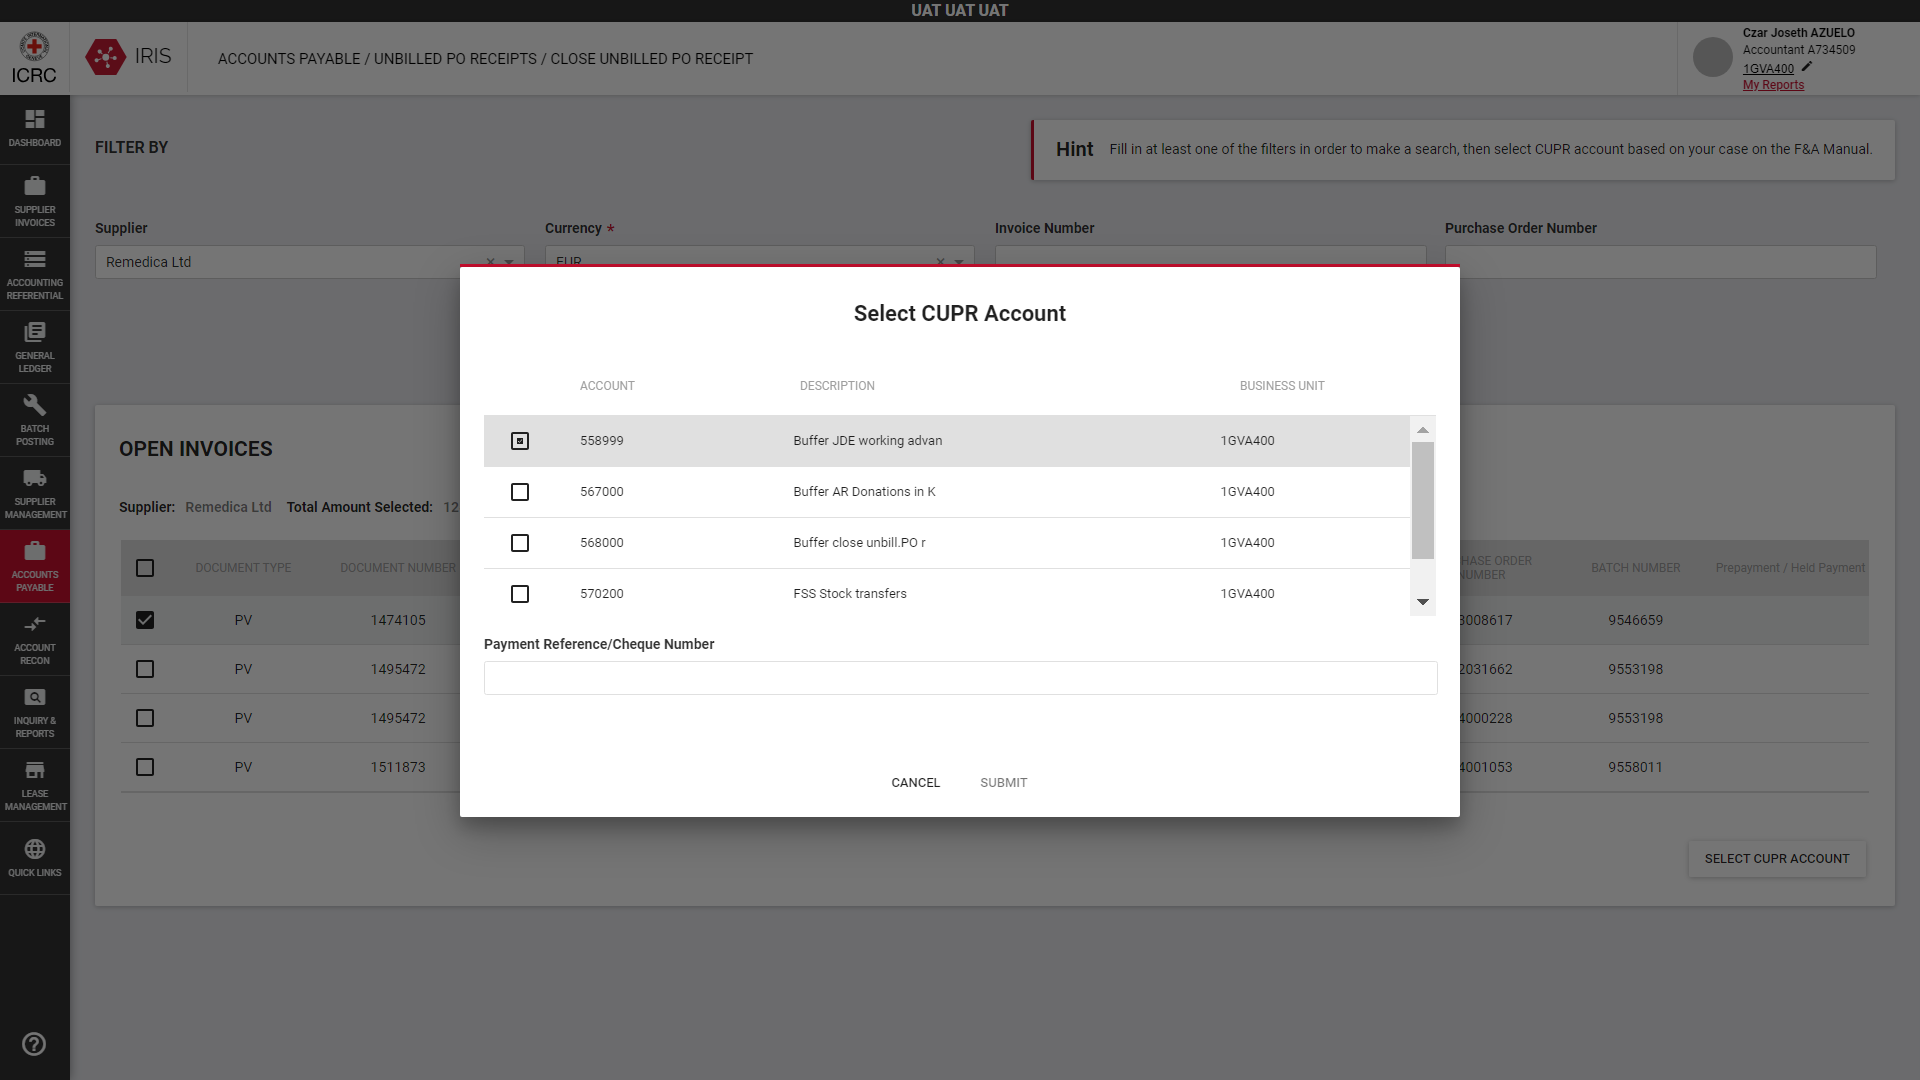 UAT UAT UAT
ICRC
IRIS
ACCOUNTS PAYABLE / UNBILLED PO RECEIPTS / CLOSE UNBILLED PO RECEIPT
Czar Joseth AZUELO
Accountant A734509
1GVA400
My Reports
DASHBOARD
SUPPLIER
INVOICES
ACCOUNTING
REFERENTIAL
GENERAL
LEDGER
BATCH
POSTING
SUPPLIER
MANAGEMENT
ACCOUNTS
PAYABLE
ACCOUNT
RECON
INQUIRY &
REPORTS
LEASE
MANAGEMENT
QUICK LINKS
FILTER BY
Hint Fill in at least one of the filters in order to make a search, then select CUPR account based on your case on the F&A Manual.
Supplier Currency * Invoice Number Purchase Order Number
Remedica Ltd EUR
OPEN INVOICES
Supplier: Remedica Ltd Total Amount Selected: 12
DOCUMENT TYPE DOCUMENT NUMBER HASE ORDER NUMBER BATCH NUMBER Prepayment / Held Payment
PV 1474105 3008617 9546659
PV 1495472 2031662 9553198
PV 1495472 4000228 9553198
PV 1511873 4001053 9558011
SELECT CUPR ACCOUNT
Select CUPR Account
ACCOUNT DESCRIPTION BUSINESS UNIT
558999 Buffer JDE working advan 1GVA400
567000 Buffer AR Donations in K 1GVA400
568000 Buffer close unbill.PO r 1GVA400
570200 FSS Stock transfers 1GVA400
Payment Reference/Cheque Number
CANCEL SUBMIT